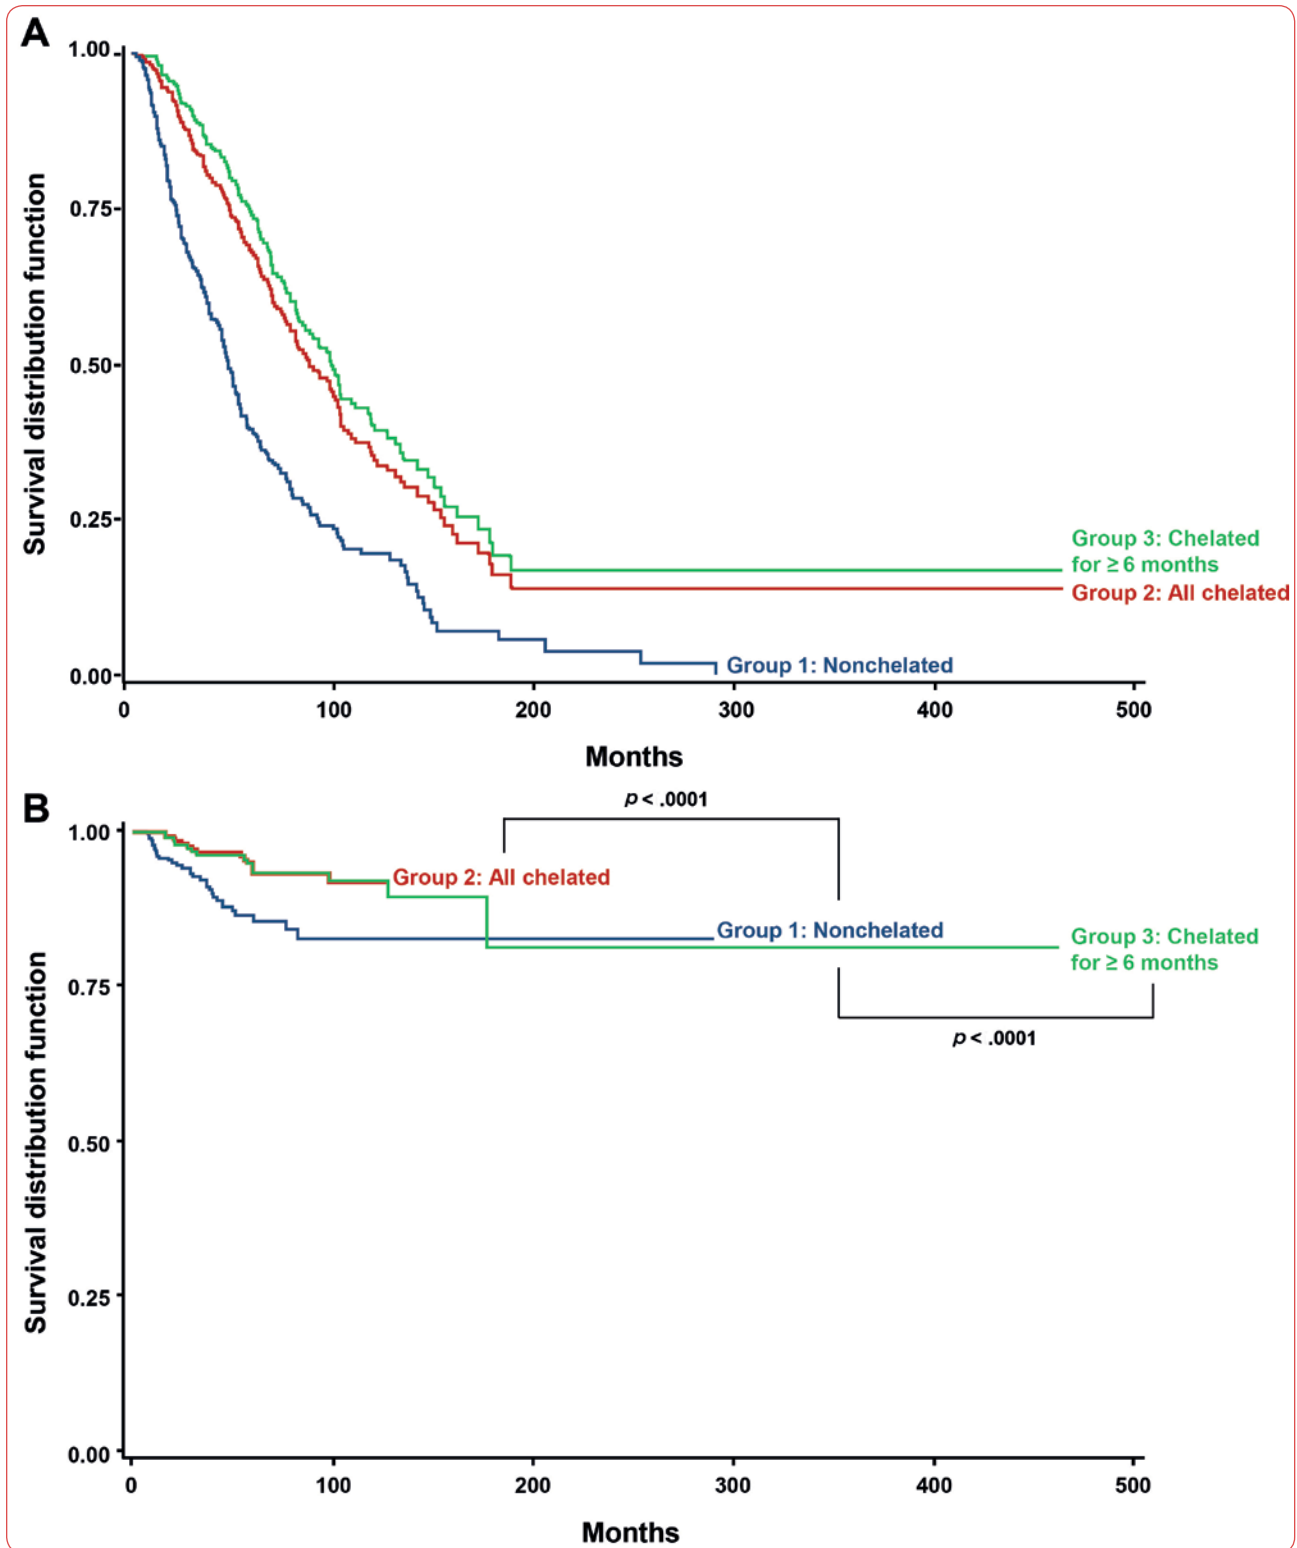 A
1.00
0.75
0.50
0.25
0.00
Survival distribution function
Group 3: Chelated
for ≥ 6 months
Group 2: All chelated
Group 1: Nonchelated
0 100 200 300 400 500
Months
B
p < .0001
1.00
0.75
0.50
0.25
0.00
Survival distribution function
Group 2: All chelated
Group 1: Nonchelated
Group 3: Chelated
for ≥ 6 months
p < .0001
0 100 200 300 400 500
Months